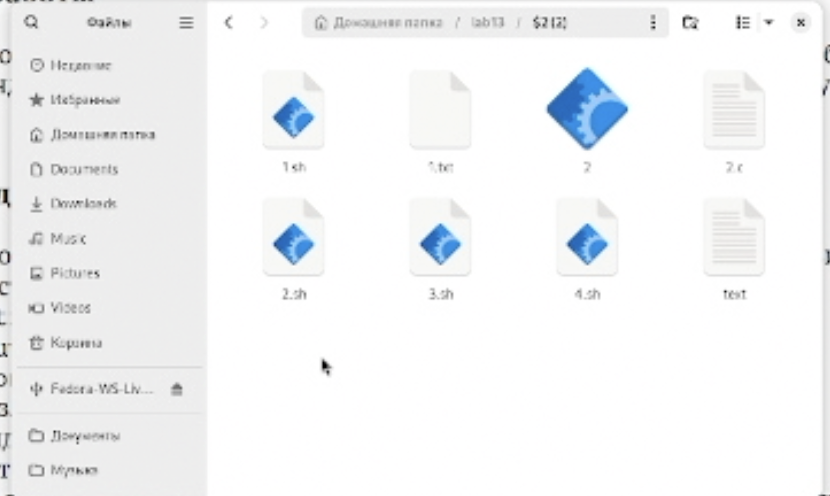 Файлы
Домашняя папка / lab13 / $2(2)
Недавние
Избранные
Домашняя папка
Documents
Downloads
Music
Pictures
Videos
Корзина
Fedora-WS-Liv...
Документы
Музыка
1.sh
1.txt
2
2.c
2.sh
3.sh
4.sh
text